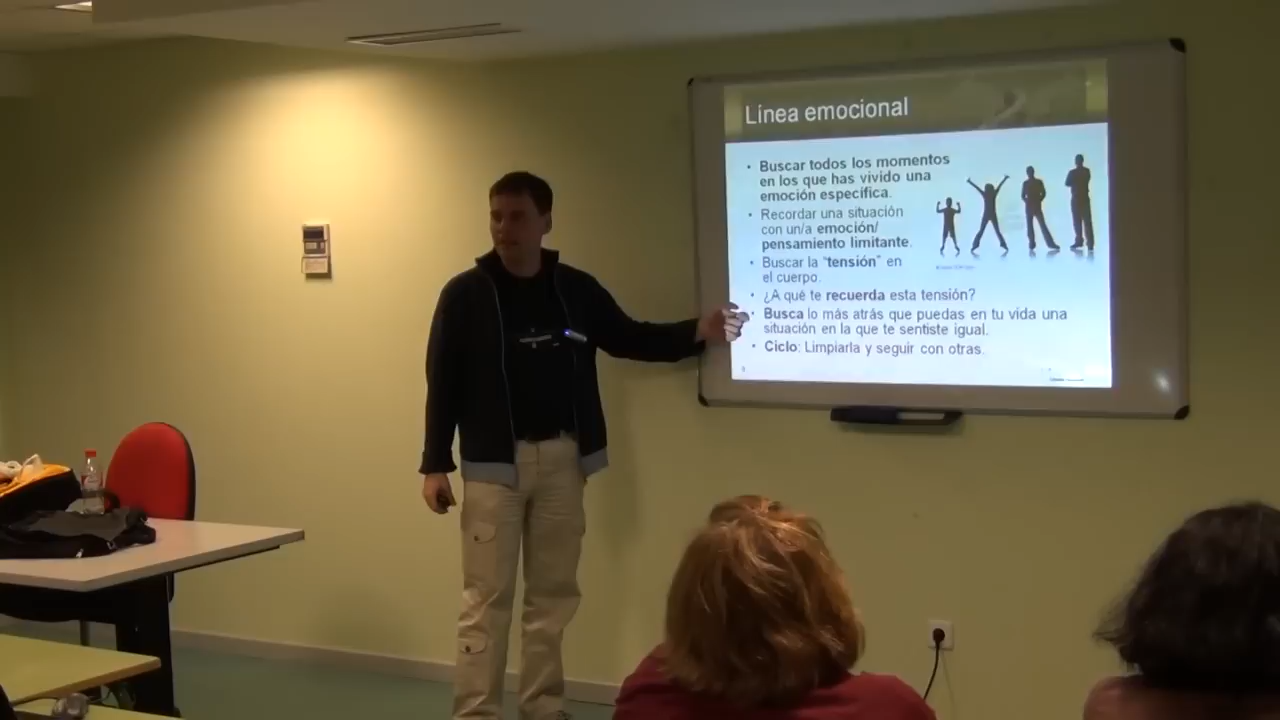 Línea emocional
• Buscar todos los momentos
en los que has vivido una
emoción específica.
• Recordar una situación
con un/a emoción/
pensamiento limitante.
• Buscar la "tensión" en
el cuerpo.
• ¿A qué te recuerda esta tensión?
• Busca lo más atrás que puedas en tu vida una
situación en la que te sentiste igual.
• Ciclo: Limpiarla y seguir con otras.